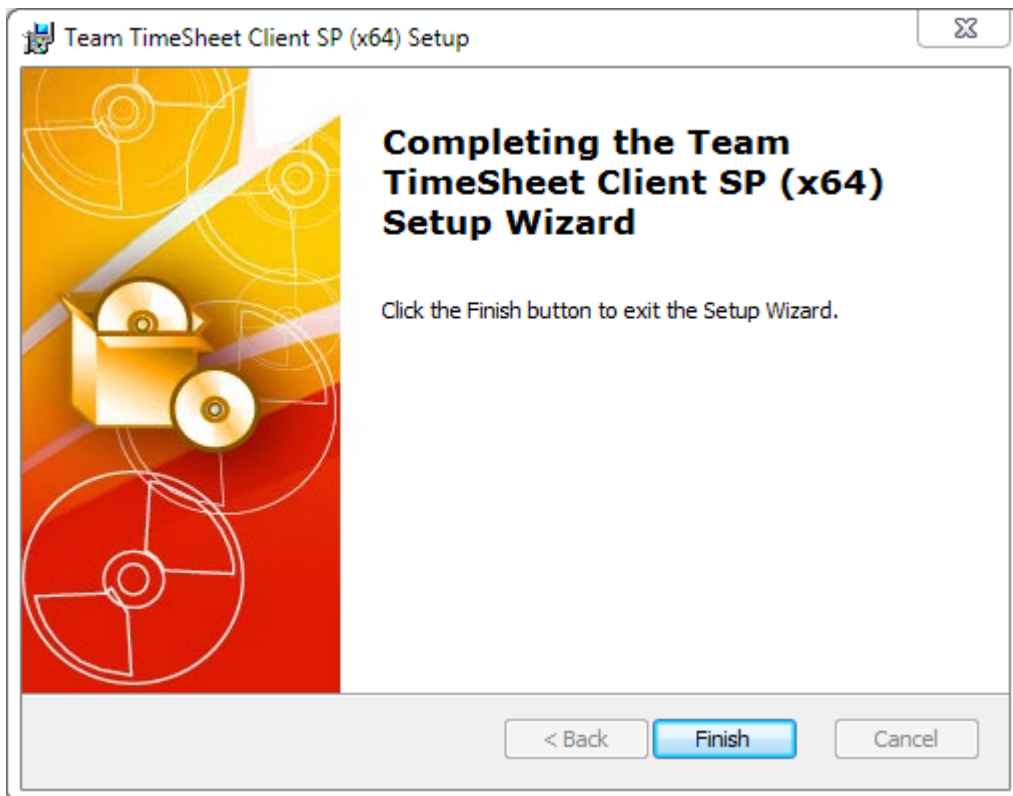 Team TimeSheet Client SP (x64) Setup
Completing the Team
TimeSheet Client SP (x64)
Setup Wizard
Click the Finish button to exit the Setup Wizard.
< Back
Finish
Cancel